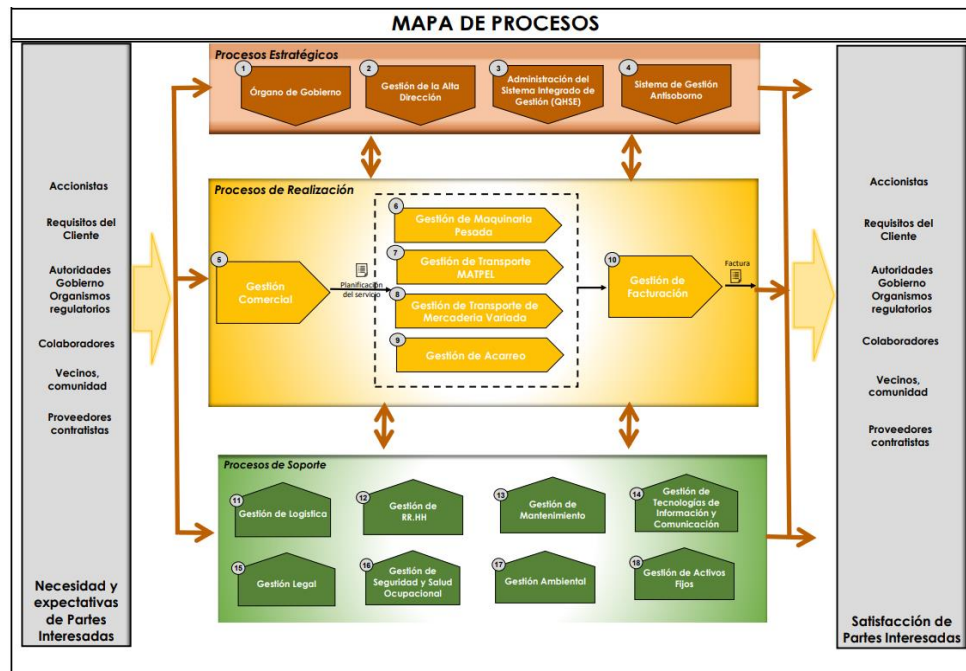 MAPA DE PROCESOS
Accionistas
Requisitos del
Cliente
Autoridades
Gobierno
Organismos
regulatorios
Colaboradores
Vecinos,
comunidad
Proveedores
contratistas
Necesidad y
expectativas
de Partes
Interesadas
Procesos Estratégicos
1
Órgano de Gobierno
2
Gestión de la Alta
Dirección
3
Administración del
Sistema Integrado de
Gestión (QHSE)
4
Sistema de Gestión
Antisoborno
Procesos de Realización
5
Gestión
Comercial
Planificación
del servicio
6
Gestión de Maquinaria
Pesada
7
Gestión de Transporte
MATPEL
8
Gestión de Transporte de
Mercadería Variada
9
Gestión de Acarreo
10
Gestión de
Facturación
Factura
Procesos de Soporte
11
Gestión de Logistica
12
Gestión de
RR.HH
13
Gestión de
Mantenimiento
14
Gestión de
Tecnologías de
Información y
Comunicación
15
Gestión Legal
16
Gestión de
Seguridad y Salud
Ocupacional
17
Gestión Ambiental
18
Gestión de Activos
Fijos
Accionistas
Requisitos del
Cliente
Autoridades
Gobierno
Organismos
regulatorios
Colaboradores
Vecinos,
comunidad
Proveedores
contratistas
Satisfacción de
Partes Interesadas